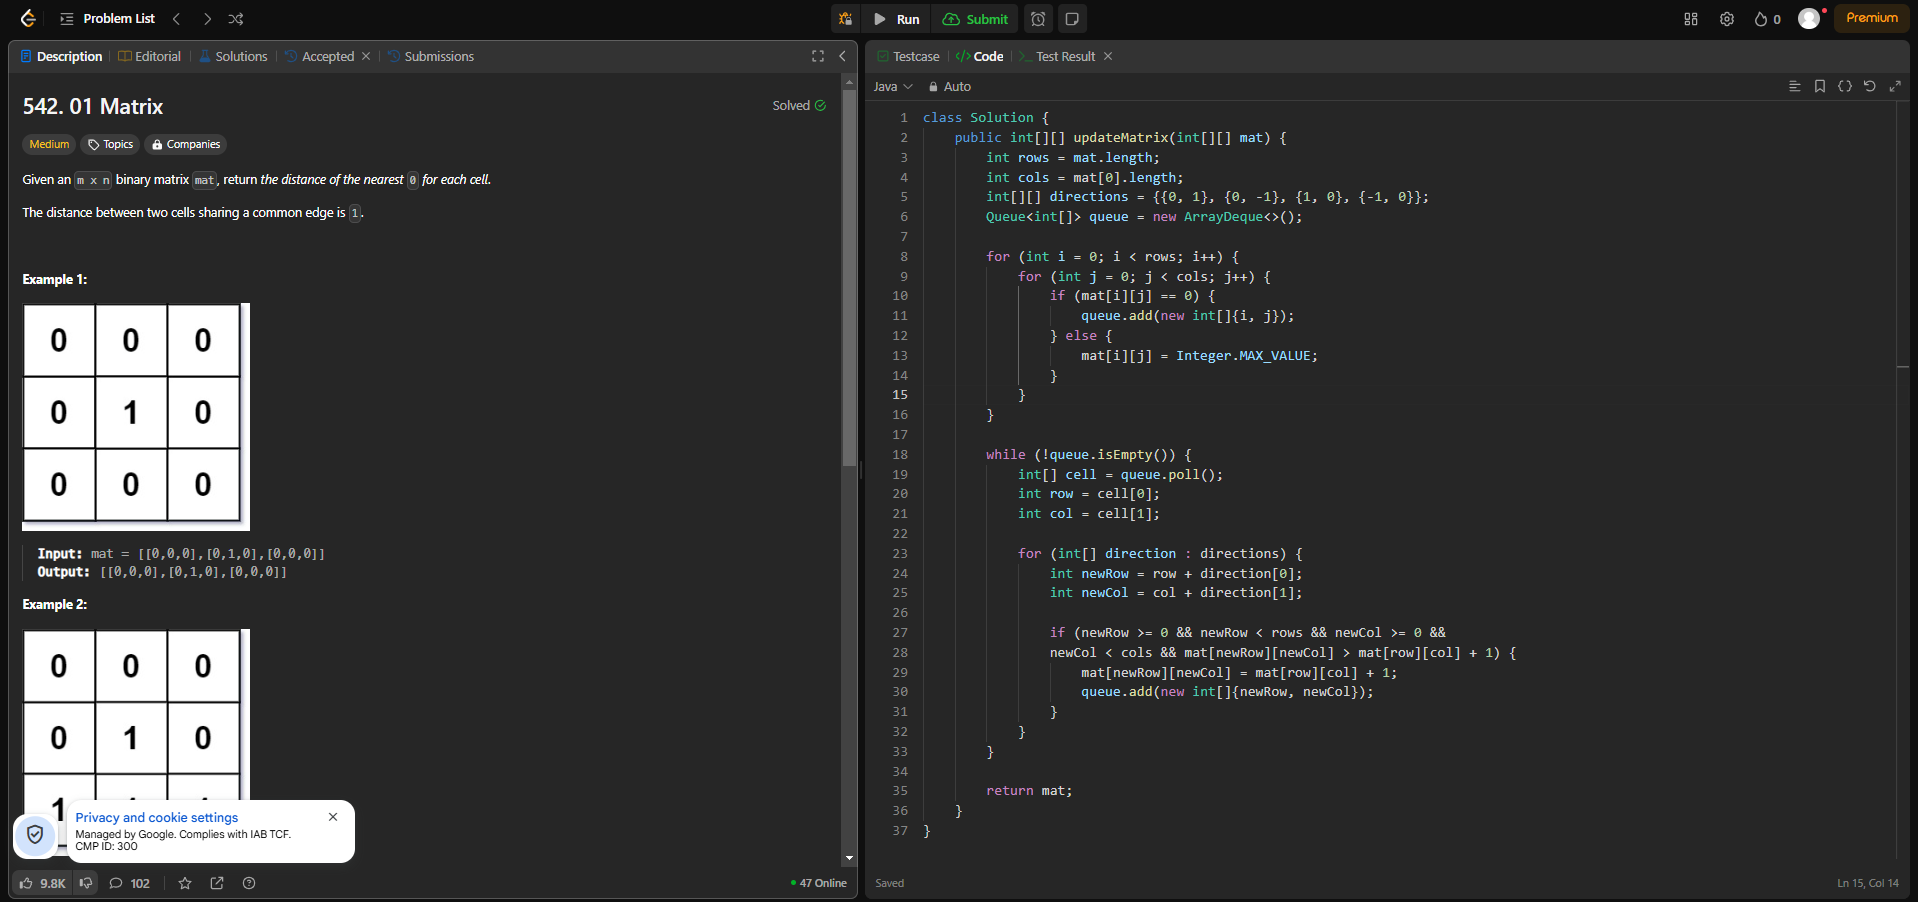 Problem List
Run
Submit
0
Premium
Description
Editorial
Solutions
Accepted
Submissions
542. 01 Matrix
Solved
Medium
Topics
Companies
Given an m x n binary matrix mat, return the distance of the nearest 0 for each cell.
The distance between two cells sharing a common edge is 1.
Example 1:
0 0 0
0 1 0
0 0 0
Input: mat = [[0,0,0],[0,1,0],[0,0,0]]
Output: [[0,0,0],[0,1,0],[0,0,0]]
Example 2:
0 0 0
0 1 0
1
Privacy and cookie settings
Managed by Google. Complies with IAB TCF.
CMP ID: 300
9.8K
102
47 Online
Testcase
Code
Test Result
Java
Auto
1 class Solution {
2 public int[][] updateMatrix(int[][] mat) {
3 int rows = mat.length;
4 int cols = mat[0].length;
5 int[][] directions = {{0, 1}, {0, -1}, {1, 0}, {-1, 0}};
6 Queue<int[]> queue = new ArrayDeque<>();
7
8 for (int i = 0; i < rows; i++) {
9 for (int j = 0; j < cols; j++) {
10 if (mat[i][j] == 0) {
11 queue.add(new int[]{i, j});
12 } else {
13 mat[i][j] = Integer.MAX_VALUE;
14 }
15 }
16 }
17
18 while (!queue.isEmpty()) {
19 int[] cell = queue.poll();
20 int row = cell[0];
21 int col = cell[1];
22
23 for (int[] direction : directions) {
24 int newRow = row + direction[0];
25 int newCol = col + direction[1];
26
27 if (newRow >= 0 && newRow < rows && newCol >= 0 &&
28 newCol < cols && mat[newRow][newCol] > mat[row][col] + 1) {
29 mat[newRow][newCol] = mat[row][col] + 1;
30 queue.add(new int[]{newRow, newCol});
31 }
32 }
33 }
34
35 return mat;
36 }
37 }
Saved
Ln 15, Col 14